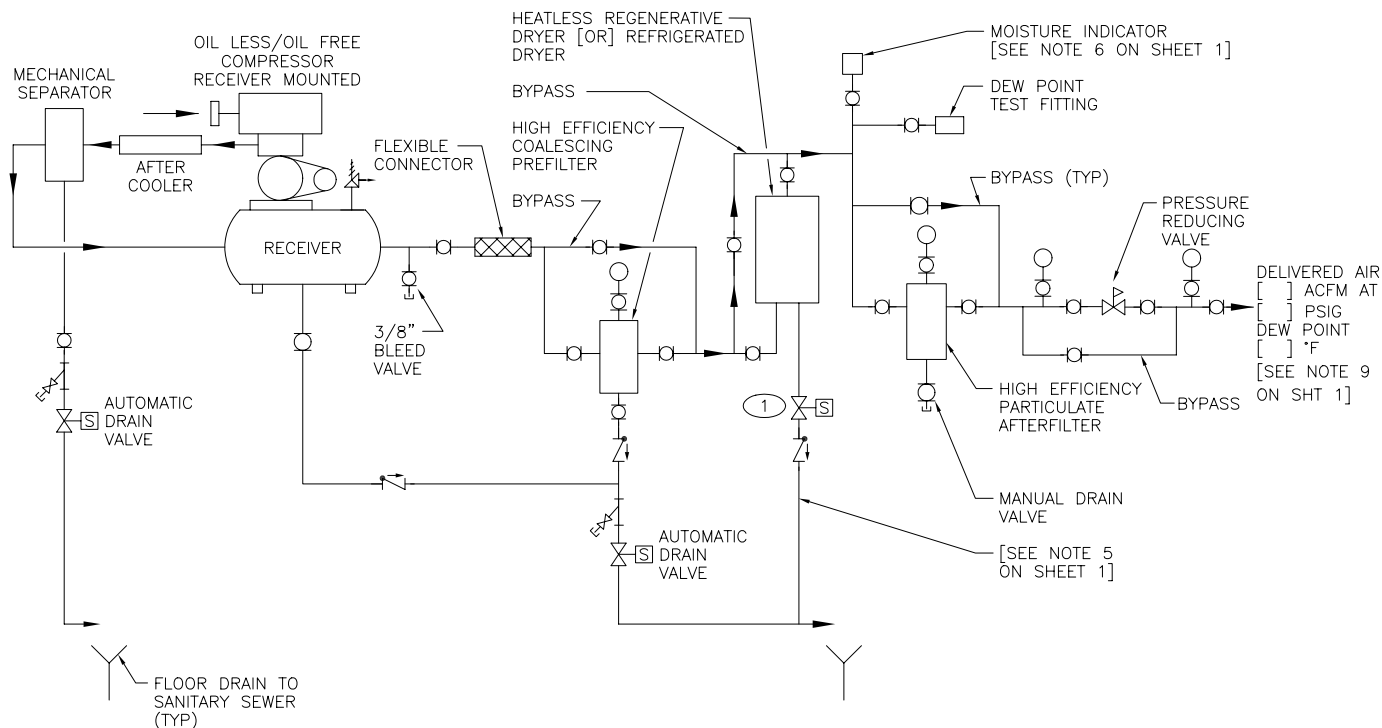 OIL LESS/OIL FREE
COMPRESSOR
RECEIVER MOUNTED
MECHANICAL
SEPARATOR
AFTER
COOLER
RECEIVER
FLEXIBLE
CONNECTOR
3/8"
BLEED
VALVE
HEATLESS REGENERATIVE
DRYER [OR] REFRIGERATED
DRYER
BYPASS
HIGH EFFICIENCY
COALESCING
PREFILTER
BYPASS
MOISTURE INDICATOR
[SEE NOTE 6 ON SHEET 1]
DEW POINT
TEST FITTING
BYPASS (TYP)
PRESSURE
REDUCING
VALVE
DELIVERED AIR
[ ] ACFM AT
[ ] PSIG
DEW POINT
[ ] °F
[SEE NOTE 9
ON SHT 1]
BYPASS
HIGH EFFICIENCY
PARTICULATE
AFTERFILTER
MANUAL DRAIN
VALVE
[SEE NOTE 5
ON SHEET 1]
1
S
S
AUTOMATIC
DRAIN
VALVE
S
AUTOMATIC
DRAIN
VALVE
FLOOR DRAIN TO
SANITARY SEWER
(TYP)